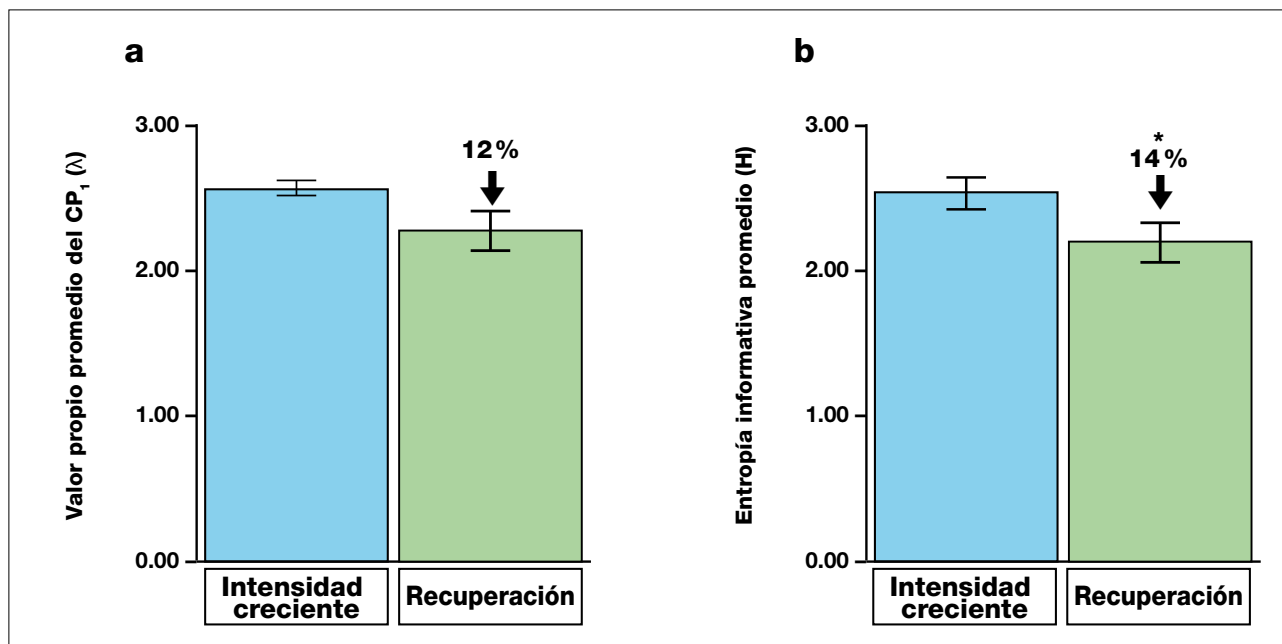 a
Valor propio promedio del CP₁ (λ)
3.00
2.00
1.00
0.00
12%
Intensidad
creciente
Recuperación
b
Entropía informativa promedio (H)
3.00
2.00
1.00
0.00
*
14%
Intensidad
creciente
Recuperación